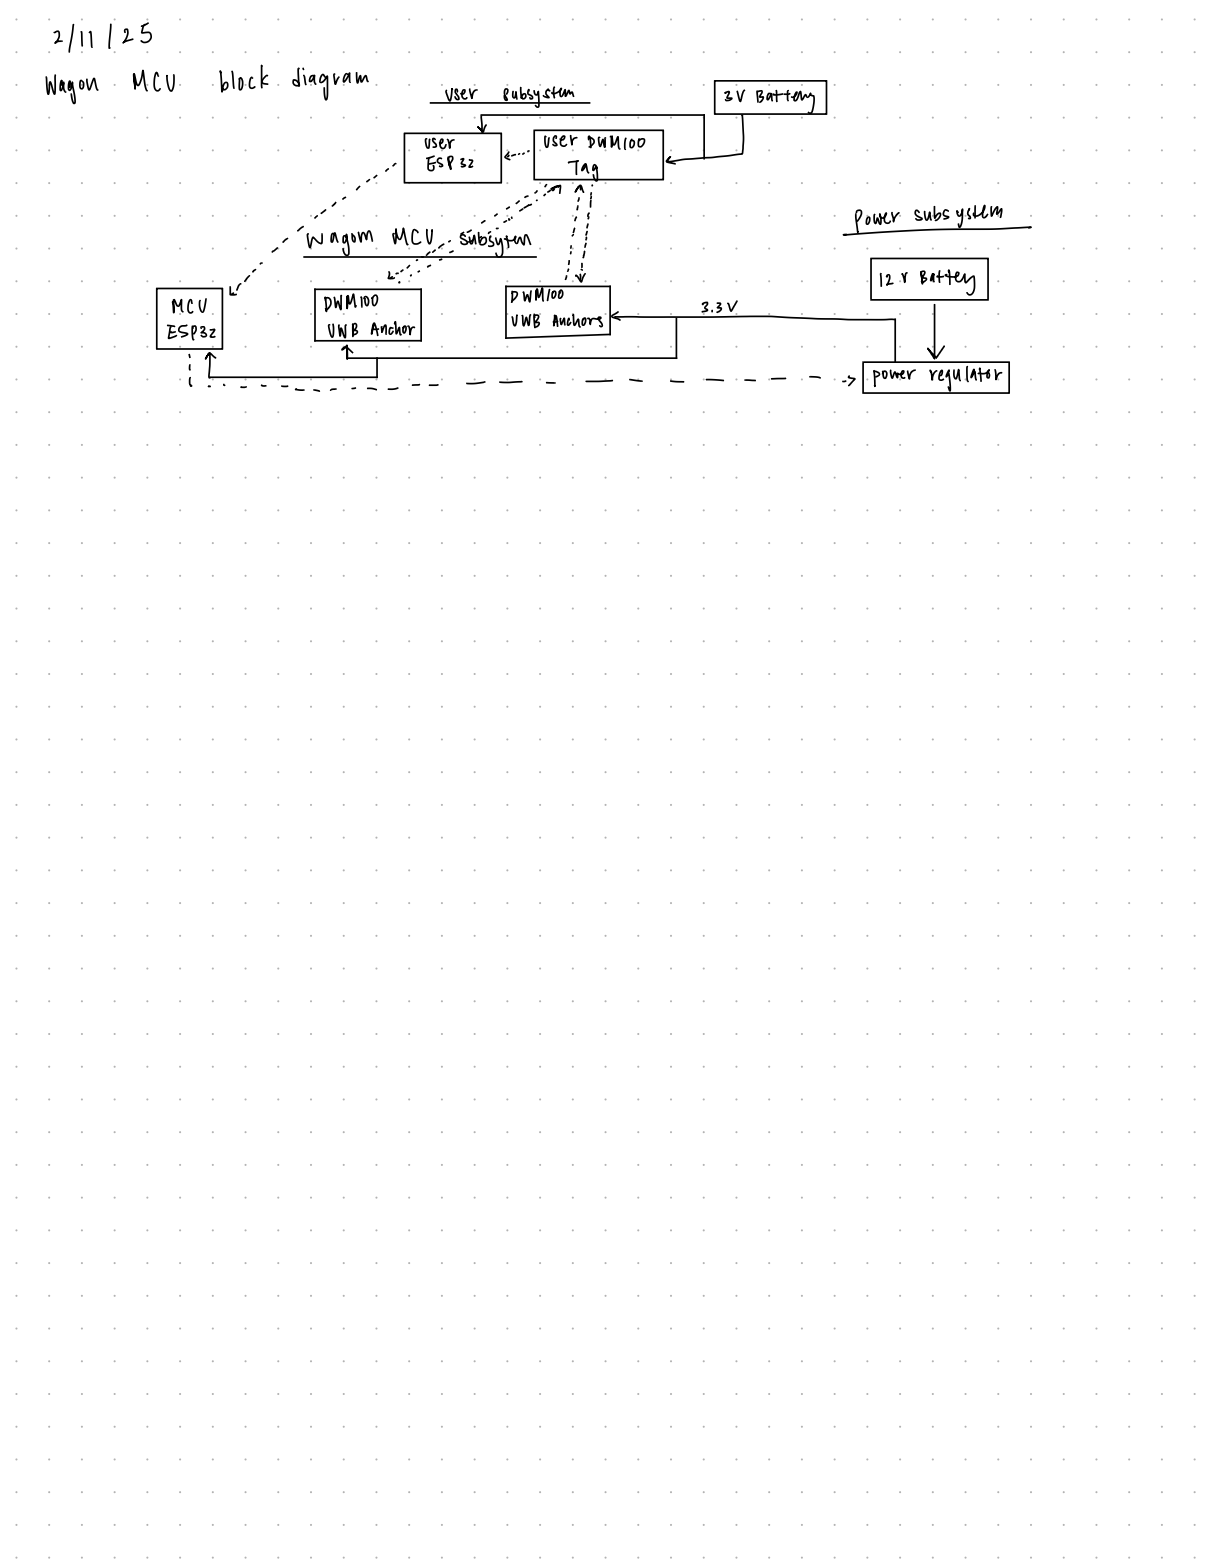 2/11/25
Wagon MCU block diagram
User Subsystem
3V Battery
User
ESP32
User DWM100
Tag
Power subsystem
Wagom MCU Subsytem
12 V Battery
MCU
ESP32
DWM100
UWB Anchor
DWM100
UWB Anchors
3.3V
power regulator